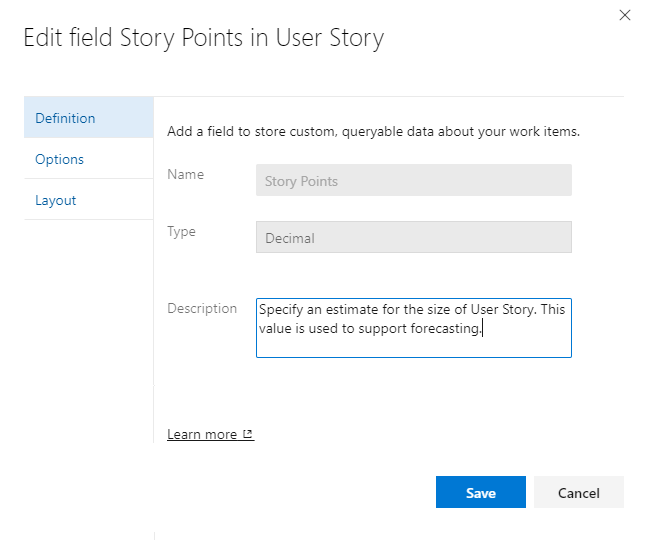 Edit field Story Points in User Story
Definition
Options
Layout
Add a field to store custom, queryable data about your work items.
Name
Story Points
Type
Decimal
Description
Specify an estimate for the size of User Story. This
value is used to support forecasting.
Learn more
Save
Cancel